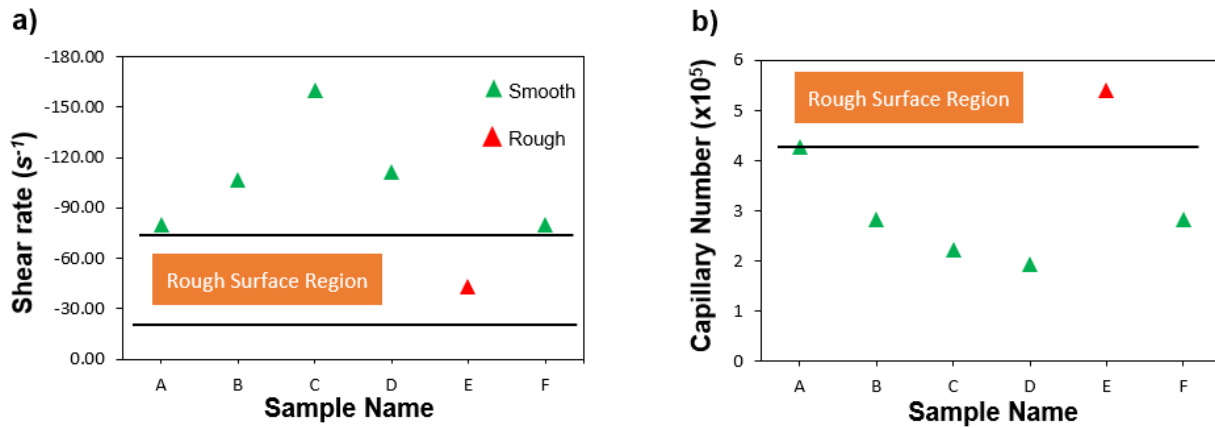 a)
Shear rate (s⁻¹)
-180.00
-150.00
-120.00
-90.00
-60.00
-30.00
0.00
Smooth
Rough
Rough Surface Region
A B C D E F
Sample Name
b)
Capillary Number (x10⁵)
6
5
4
3
2
1
0
Rough Surface Region
A B C D E F
Sample Name